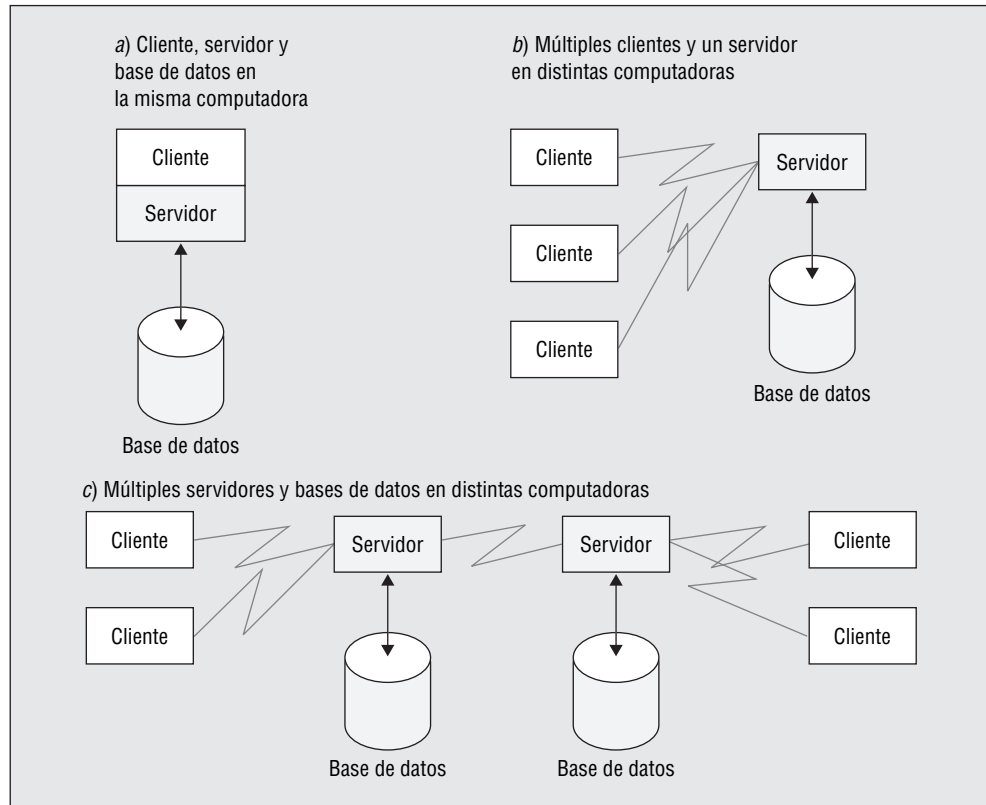 a) Cliente, servidor y
base de datos en
la misma computadora
Cliente
Servidor
Base de datos
b) Múltiples clientes y un servidor
en distintas computadoras
Cliente
Servidor
Cliente
Cliente
Base de datos
c) Múltiples servidores y bases de datos en distintas computadoras
Cliente
Servidor
Servidor
Cliente
Cliente
Cliente
Base de datos
Base de datos